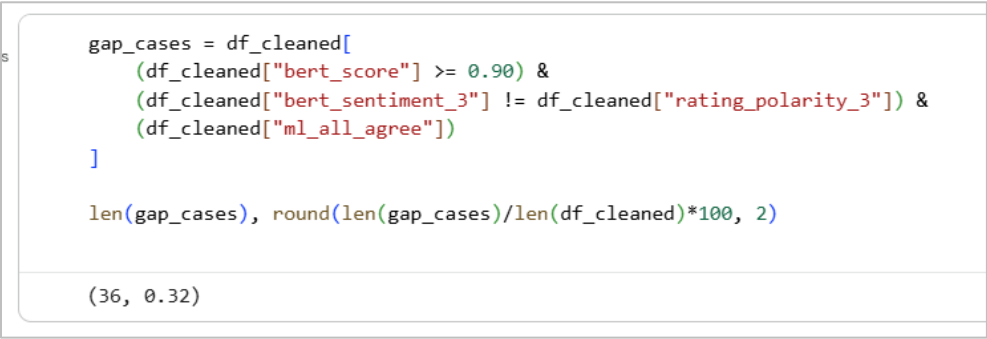 s
gap_cases = df_cleaned[
    (df_cleaned["bert_score"] >= 0.90) &
    (df_cleaned["bert_sentiment_3"] != df_cleaned["rating_polarity_3"]) &
    (df_cleaned["ml_all_agree"])
]
len(gap_cases), round(len(gap_cases)/len(df_cleaned)*100, 2)
(36, 0.32)